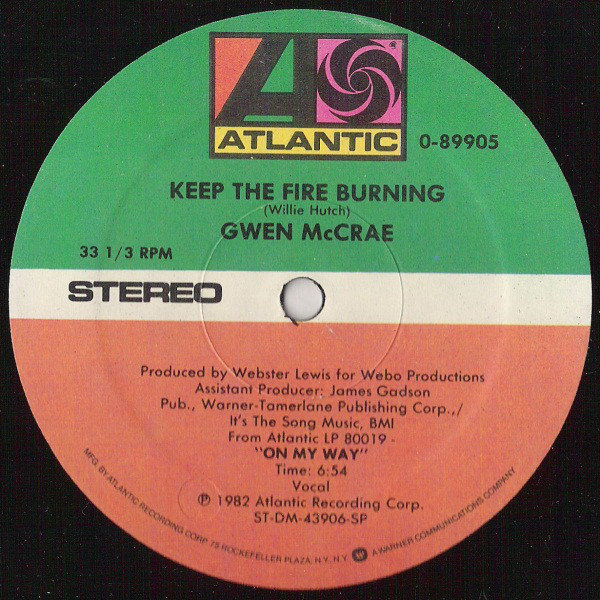 ATLANTIC
0-89905
KEEP THE FIRE BURNING
(Willie Hutch)
GWEN McCRAE
33 1/3 RPM
STEREO
Produced by Webster Lewis for Webo Productions
Assistant Producer: James Gadson
Pub., Warner-Tamerlane Publishing Corp.,/
It's The Song Music, BMI
From Atlantic LP 80019 -
"ON MY WAY"
Time: 6:54
Vocal
℗ 1982 Atlantic Recording Corp.
ST-DM-43906-SP
MFG. BY ATLANTIC RECORDING CORP. 75 ROCKEFELLER PLAZA, N.Y., N.Y. A WARNER COMMUNICATIONS COMPANY